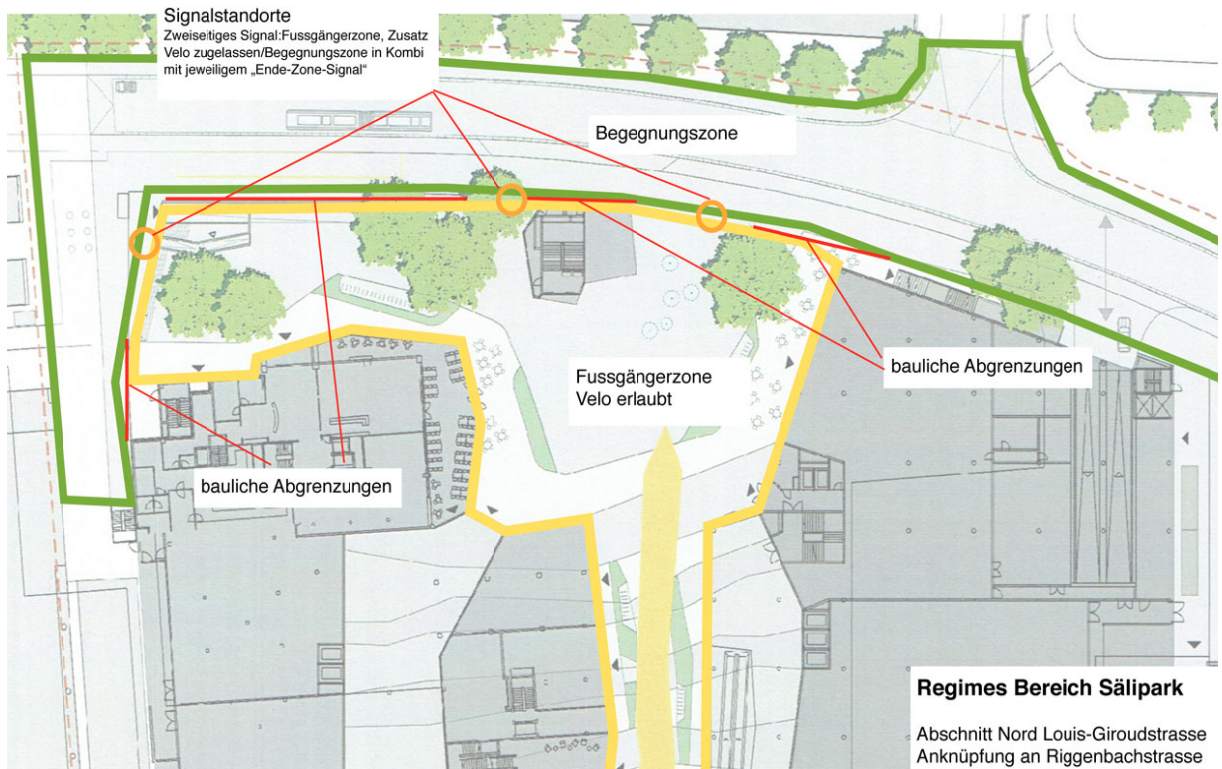 Signalstandorte
Zweiseitiges Signal:Fussgängerzone, Zusatz
Velo zugelassen/Begegnungszone in Kombi
mit jeweiligem „Ende-Zone-Signal“
Begegnungszone
bauliche Abgrenzungen
Fussgängerzone
Velo erlaubt
bauliche Abgrenzungen
Regimes Bereich Sälipark
Abschnitt Nord Louis-Giroudstrasse
Anknüpfung an Riggenbachstrasse
P